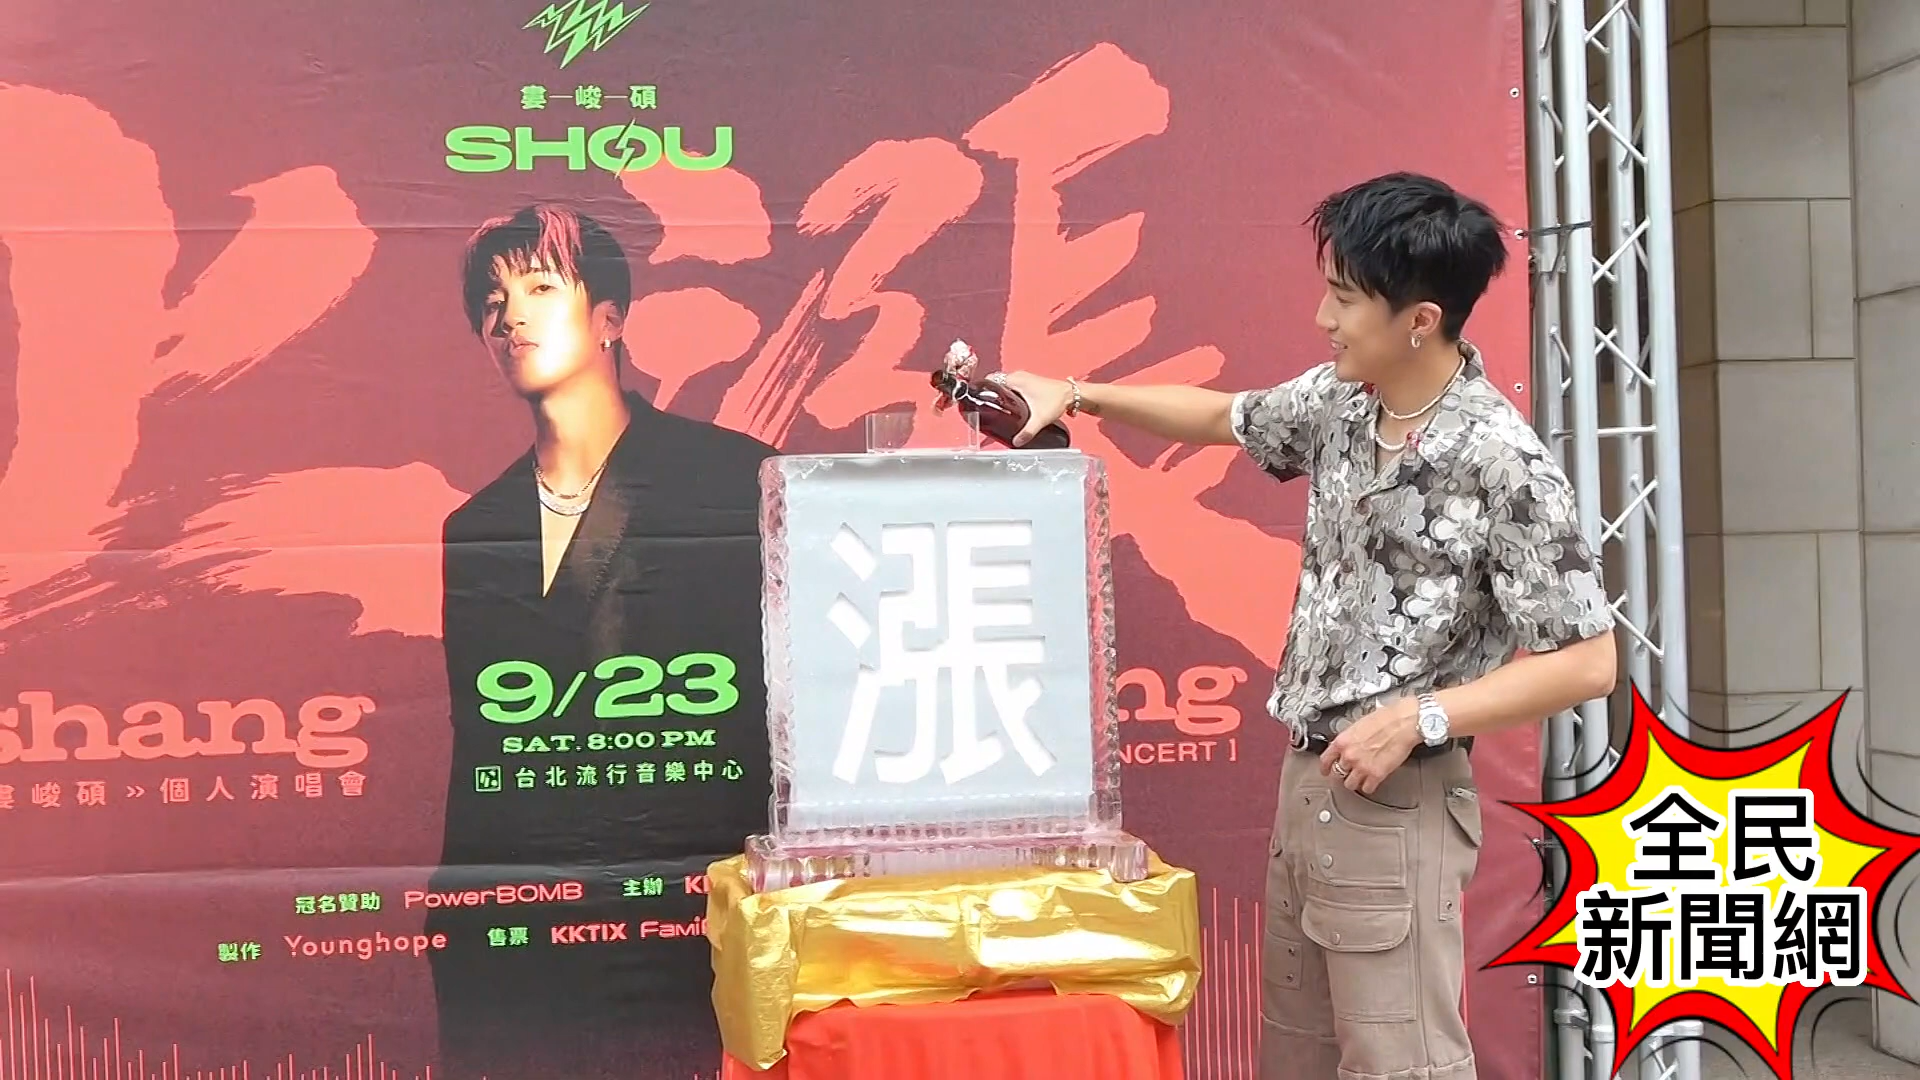 婁—峻—碩
SHOU
漲
漲
shang
ng
婁峻碩»個人演唱會
NCERT】
9/23
SAT. 8:00 PM
台北流行音樂中心
冠名贊助 PowerBOMB 主辦
製作 Younghope 售票 KKTIX Fami
全民
新聞網